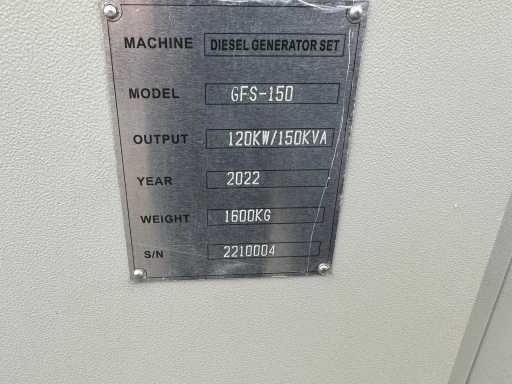 MACHINE DIESEL GENERATOR SET
MODEL GFS-150
OUTPUT 120KW/150KVA
YEAR 2022
WEIGHT 1600KG
S/N 2210004